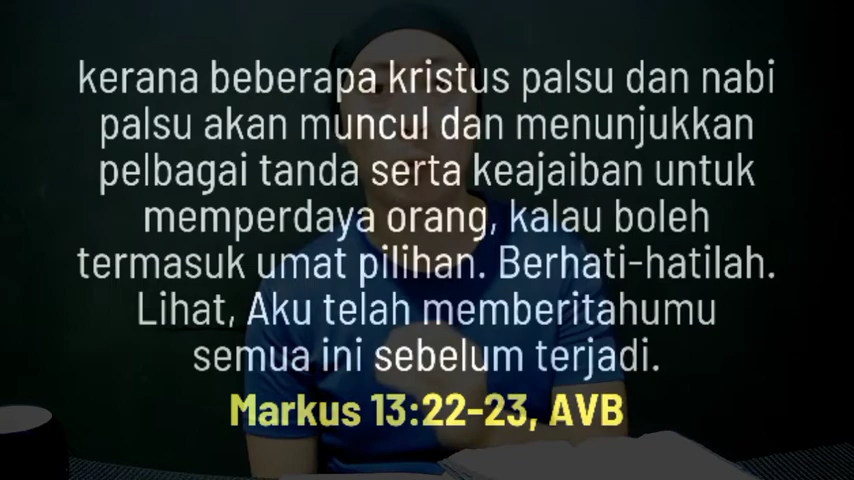 kerana beberapa kristus palsu dan nabi
palsu akan muncul dan menunjukkan
pelbagai tanda serta keajaiban untuk
memperdaya orang, kalau boleh
termasuk umat pilihan. Berhati-hatilah.
Lihat, Aku telah memberitahumu
semua ini sebelum terjadi.
Markus 13:22-23, AVB